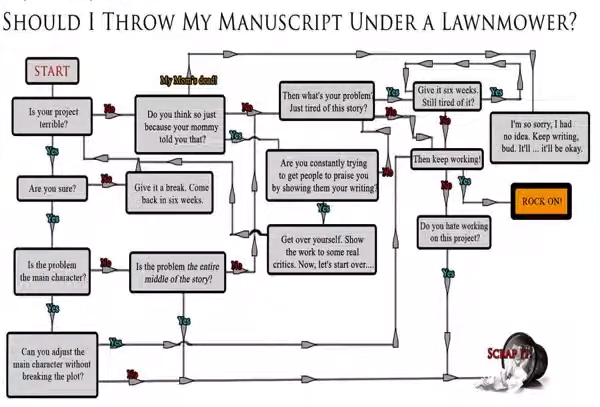 SHOULD I THROW MY MANUSCRIPT UNDER A LAWNMOWER?
START
My Mom's dead!
Is your project
terrible?
No
Do you think so just
because your mommy
told you that?
No
Then what's your problem?
Just tired of this story?
Yes
Give it six weeks.
Still tired of it?
Yes
I'm so sorry, I had
no idea. Keep writing,
bud. It'll ... it'll be okay.
Yes
Yes
No
No
Are you sure?
No
Give it a break. Come
back in six weeks.
Are you constantly trying
to get people to praise you
by showing them your writing?
Then keep working!
No
Yes
ROCK ON!
Yes
Yes
Get over yourself. Show
the work to some real
critics. Now, let's start over....
Do you hate working
on this project?
Is the problem
the main character?
No
Is the problem the entire
middle of the story?
No
Yes
Yes
Yes
Can you adjust the
main character without
breaking the plot?
Yes
No
SCRAP IT!